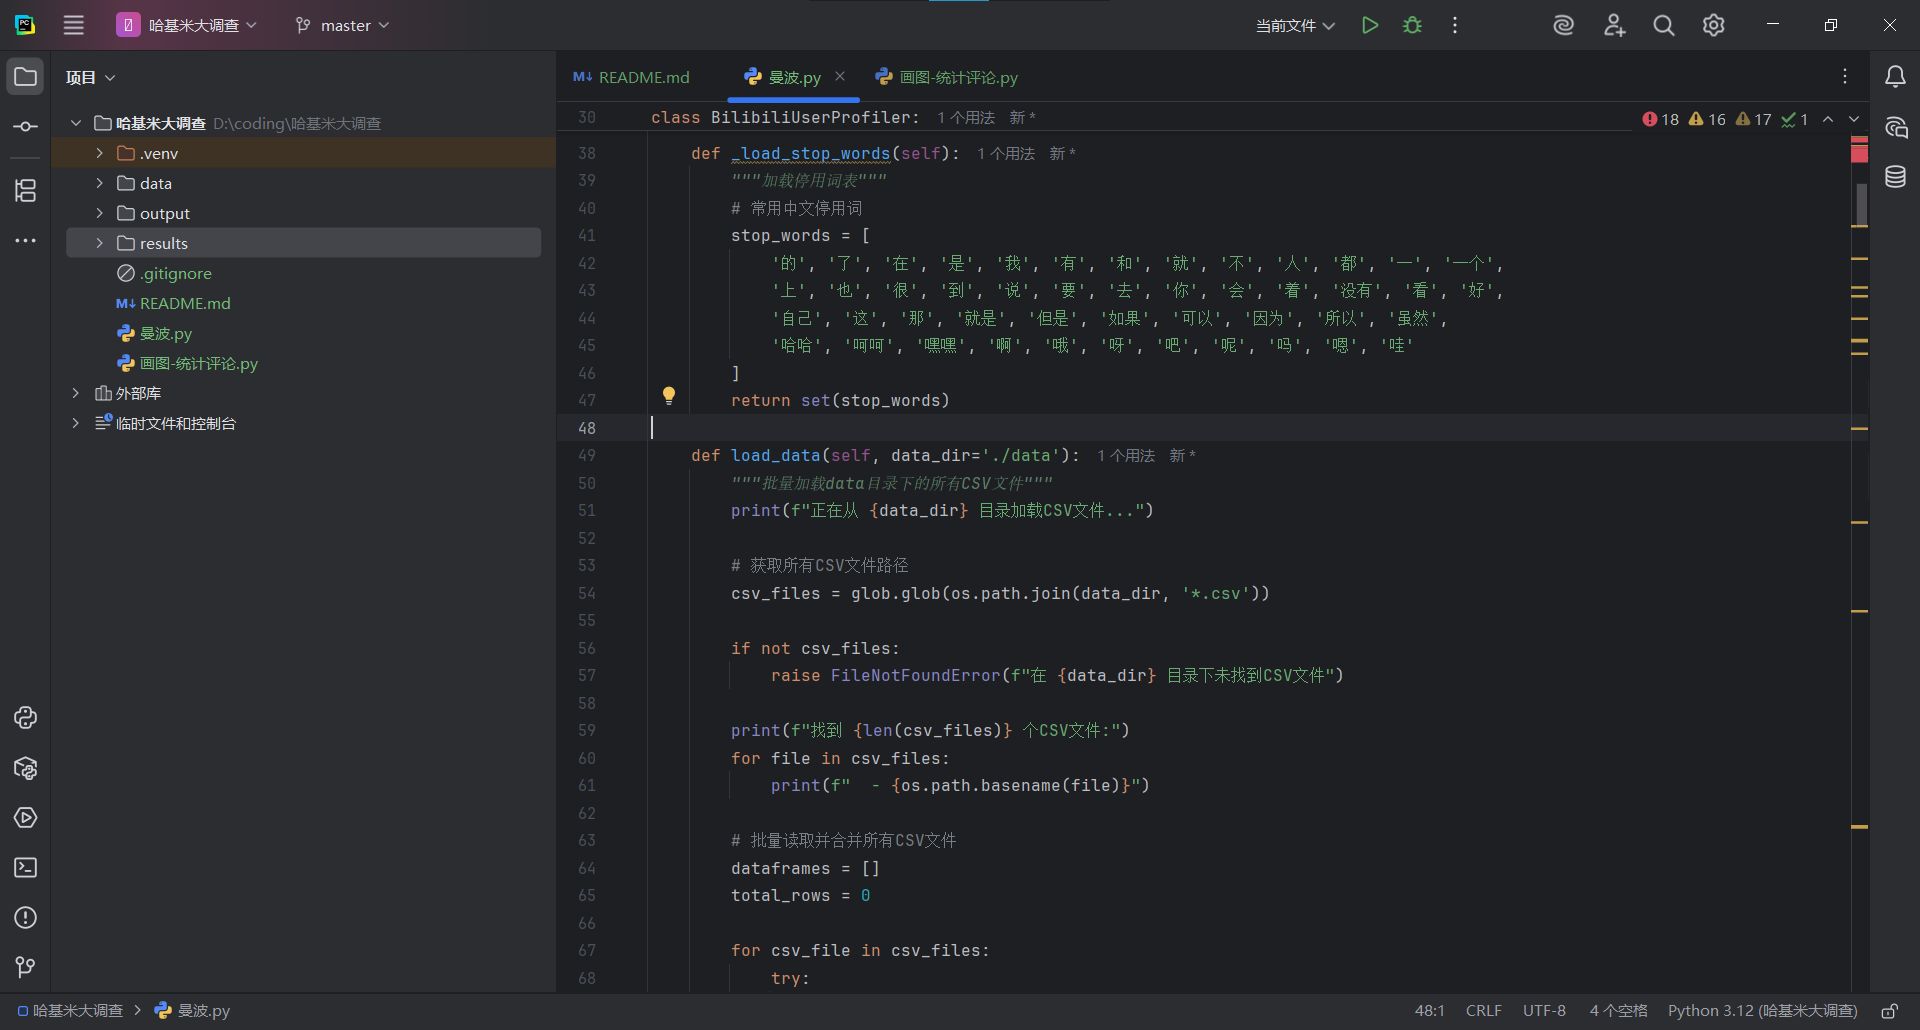 哈基米大调查 master 当前文件
项目
哈基米大调查 D:\coding\哈基米大调查
.venv
data
output
results
.gitignore
M↓ README.md
曼波.py
画图-统计评论.py
外部库
临时文件和控制台
M↓ README.md 曼波.py 画图-统计评论.py
30 class BilibiliUserProfiler: 1 个用法 新 *
18 16 17 1
38 def _load_stop_words(self): 1 个用法 新 *
39 """加载停用词表"""
40 # 常用中文停用词
41 stop_words = [
42 '的', '了', '在', '是', '我', '有', '和', '就', '不', '人', '都', '一', '一个',
43 '上', '也', '很', '到', '说', '要', '去', '你', '会', '着', '没有', '看', '好',
44 '自己', '这', '那', '就是', '但是', '如果', '可以', '因为', '所以', '虽然',
45 '哈哈', '呵呵', '嘿嘿', '啊', '哦', '呀', '吧', '呢', '吗', '嗯', '哇'
46 ]
47 return set(stop_words)
48
49 def load_data(self, data_dir='./data'): 1 个用法 新 *
50 """批量加载data目录下的所有CSV文件"""
51 print(f"正在从 {data_dir} 目录加载CSV文件...")
52
53 # 获取所有CSV文件路径
54 csv_files = glob.glob(os.path.join(data_dir, '*.csv'))
55
56 if not csv_files:
57 raise FileNotFoundError(f"在 {data_dir} 目录下未找到CSV文件")
58
59 print(f"找到 {len(csv_files)} 个CSV文件:")
60 for file in csv_files:
61 print(f"  - {os.path.basename(file)}")
62
63 # 批量读取并合并所有CSV文件
64 dataframes = []
65 total_rows = 0
66
67 for csv_file in csv_files:
68 try:
哈基米大调查 > 曼波.py
48:1 CRLF UTF-8 4 个空格 Python 3.12 (哈基米大调查)